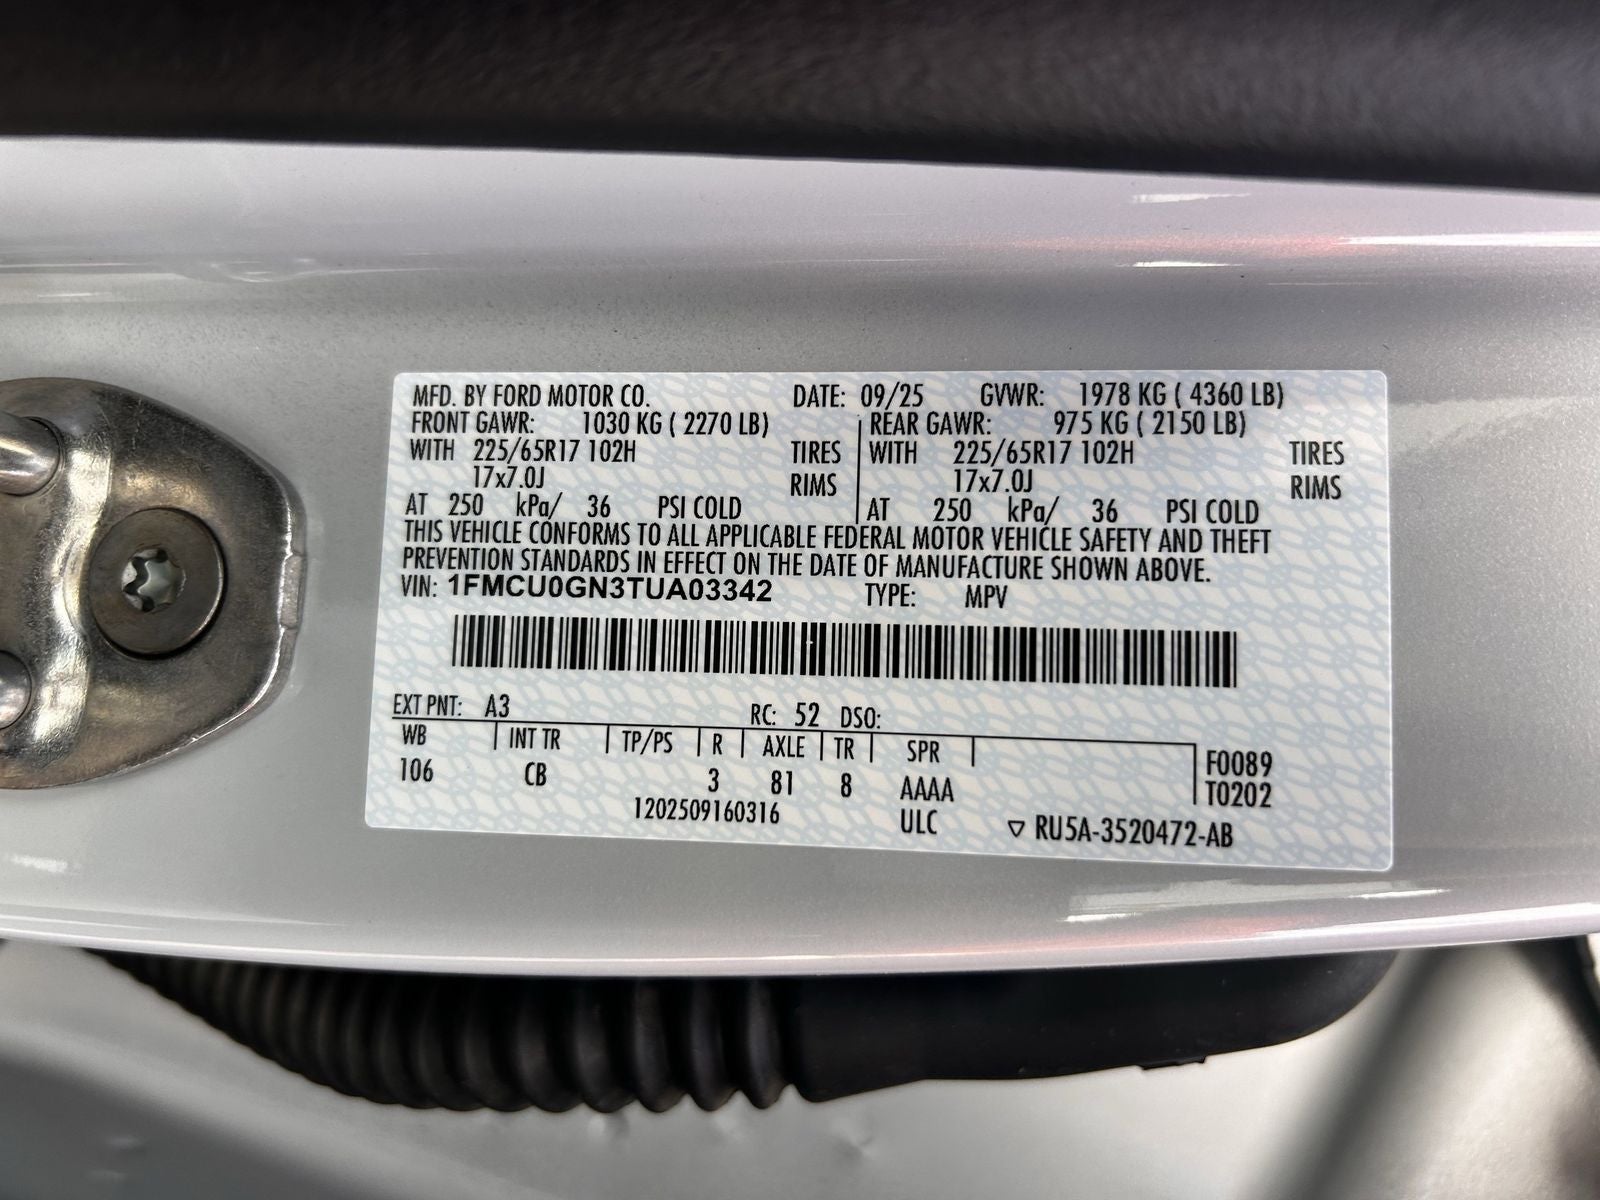 MFD. BY FORD MOTOR CO. DATE: 09/25 GVWR: 1978 KG ( 4360 LB)
FRONT GAWR: 1030 KG ( 2270 LB) REAR GAWR: 975 KG ( 2150 LB)
WITH 225/65R17 102H TIRES WITH 225/65R17 102H TIRES
17x7.0J RIMS 17x7.0J RIMS
AT 250 kPa/ 36 PSI COLD AT 250 kPa/ 36 PSI COLD
THIS VEHICLE CONFORMS TO ALL APPLICABLE FEDERAL MOTOR VEHICLE SAFETY AND THEFT
PREVENTION STANDARDS IN EFFECT ON THE DATE OF MANUFACTURE SHOWN ABOVE.
VIN: 1FMCU0GN3TUA03342 TYPE: MPV
EXT PNT: A3 RC: 52 DSO:
WB INT TR TP/PS R AXLE TR SPR F0089
106 CB 3 81 8 AAAA T0202
1202509160316 ULC ▽ RU5A-3520472-AB